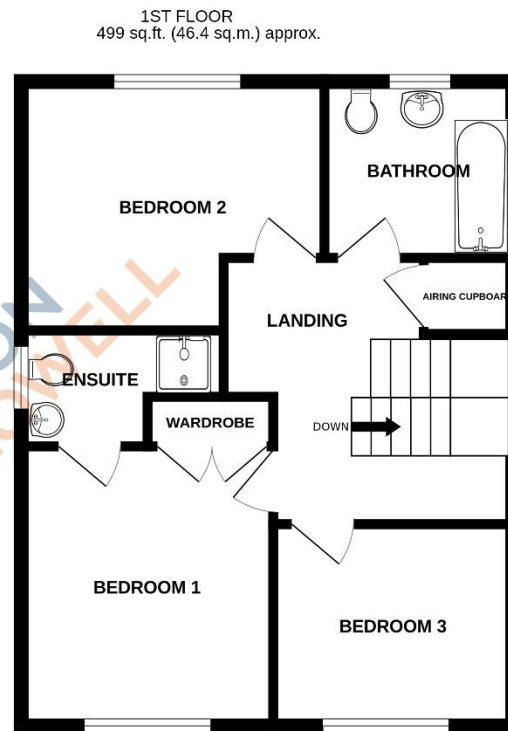 1ST FLOOR
499 sq.ft. (46.4 sq.m.) approx.
BATHROOM
BEDROOM 2
AIRING CUPBOAR
LANDING
ENSUITE
WARDROBE
DOWN
BEDROOM 1
BEDROOM 3